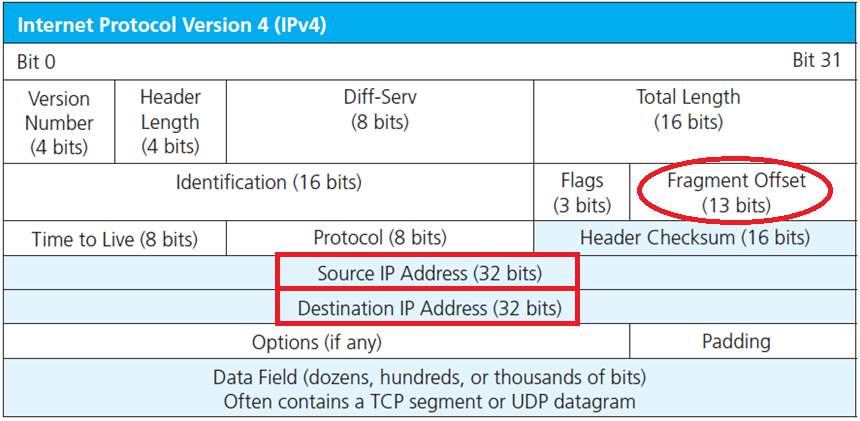 Internet Protocol Version 4 (IPv4)
Bit 0
Bit 31
Version
Number
(4 bits)
Header
Length
(4 bits)
Diff-Serv
(8 bits)
Total Length
(16 bits)
Identification (16 bits)
Flags
(3 bits)
Fragment Offset
(13 bits)
Time to Live (8 bits)
Protocol (8 bits)
Header Checksum (16 bits)
Source IP Address (32 bits)
Destination IP Address (32 bits)
Options (if any)
Padding
Data Field (dozens, hundreds, or thousands of bits)
Often contains a TCP segment or UDP datagram